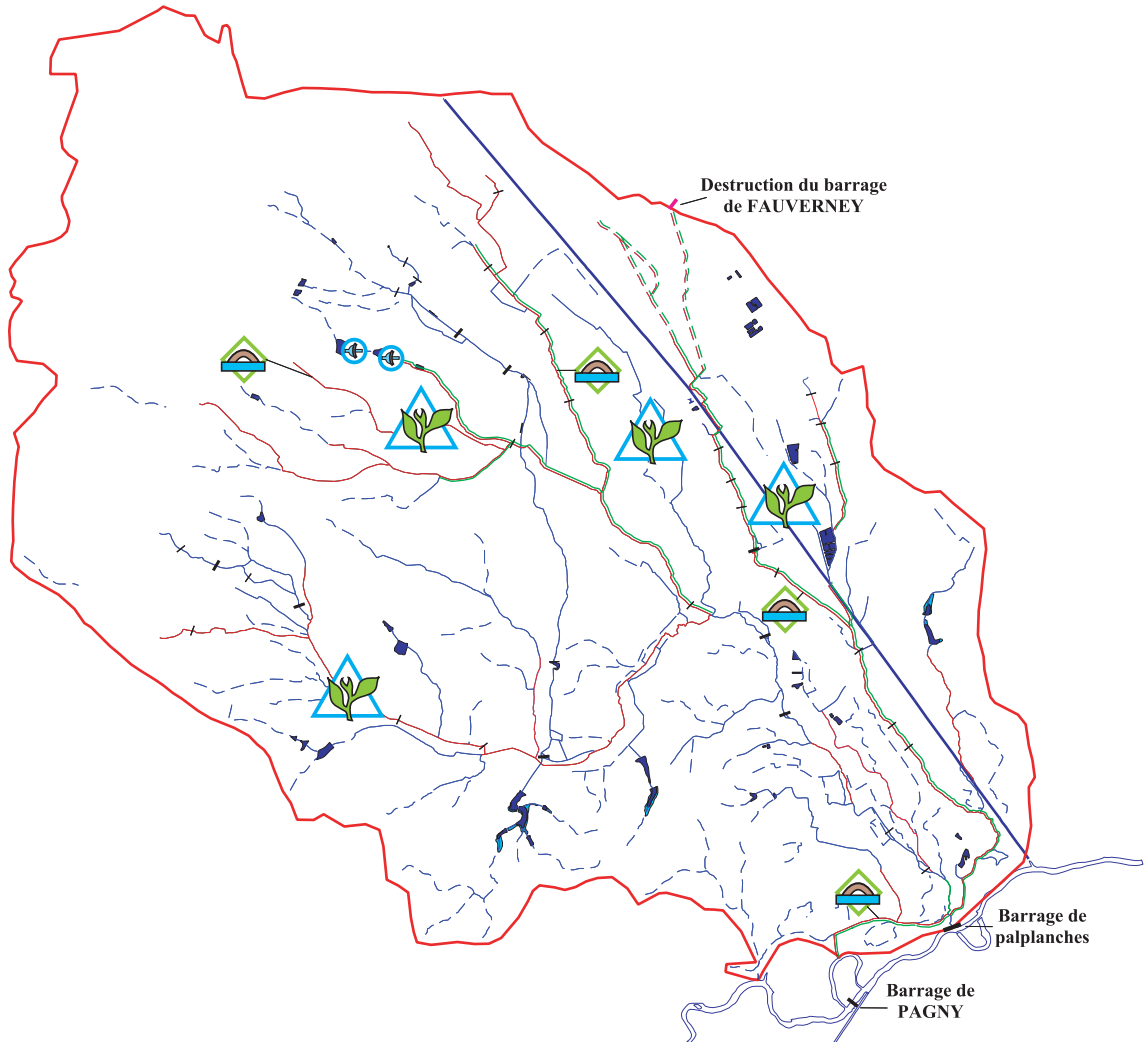 Destruction du barrage
de FAUVERNEY
Barrage de
palplanches
Barrage de
PAGNY